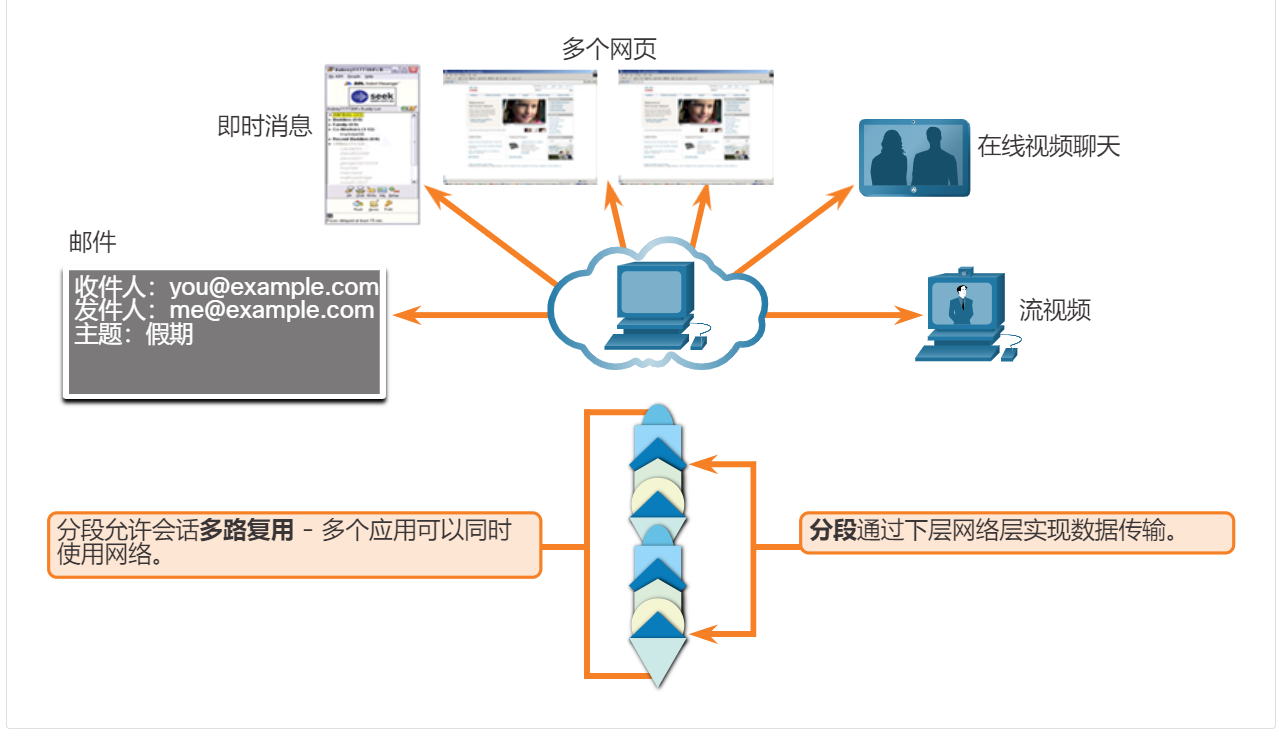 多个网页
即时消息
seek
在线视频聊天
邮件
收件人：you@example.com
发件人：me@example.com
主题：假期
流视频
分段允许会话多路复用 - 多个应用可以同时
使用网络。
分段通过下层网络层实现数据传输。